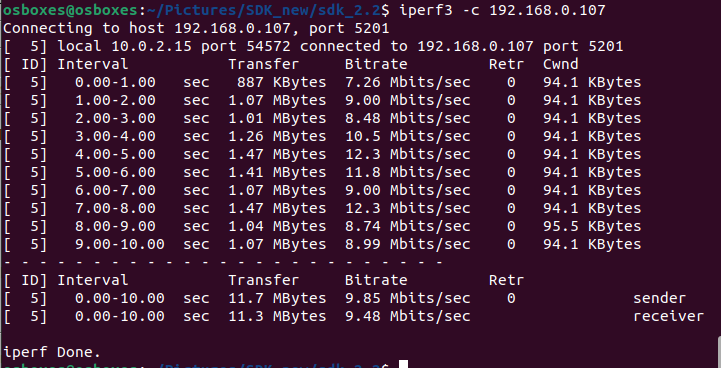 osboxes@osboxes:~/Pictures/SDK_new/sdk_2.2$ iperf3 -c 192.168.0.107
Connecting to host 192.168.0.107, port 5201
[  5] local 10.0.2.15 port 54572 connected to 192.168.0.107 port 5201
[ ID] Interval           Transfer     Bitrate         Retr  Cwnd
[  5]   0.00-1.00   sec   887 KBytes  7.26 Mbits/sec    0   94.1 KBytes
[  5]   1.00-2.00   sec  1.07 MBytes  9.00 Mbits/sec    0   94.1 KBytes
[  5]   2.00-3.00   sec  1.01 MBytes  8.48 Mbits/sec    0   94.1 KBytes
[  5]   3.00-4.00   sec  1.26 MBytes  10.5 Mbits/sec    0   94.1 KBytes
[  5]   4.00-5.00   sec  1.47 MBytes  12.3 Mbits/sec    0   94.1 KBytes
[  5]   5.00-6.00   sec  1.41 MBytes  11.8 Mbits/sec    0   94.1 KBytes
[  5]   6.00-7.00   sec  1.07 MBytes  9.00 Mbits/sec    0   94.1 KBytes
[  5]   7.00-8.00   sec  1.47 MBytes  12.3 Mbits/sec    0   94.1 KBytes
[  5]   8.00-9.00   sec  1.04 MBytes  8.74 Mbits/sec    0   95.5 KBytes
[  5]   9.00-10.00  sec  1.07 MBytes  8.99 Mbits/sec    0   94.1 KBytes
- - - - - - - - - - - - - - - - - - - - - - - - -
[ ID] Interval           Transfer     Bitrate         Retr
[  5]   0.00-10.00  sec  11.7 MBytes  9.85 Mbits/sec    0             sender
[  5]   0.00-10.00  sec  11.3 MBytes  9.48 Mbits/sec                  receiver

iperf Done.
osboxes@osboxes:~/Pictures/SDK_new/sdk_2.2$